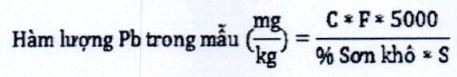 Hàm lượng Pb trong mẫu (mg/kg) = C * F * 5000 / % Sơn khô * S